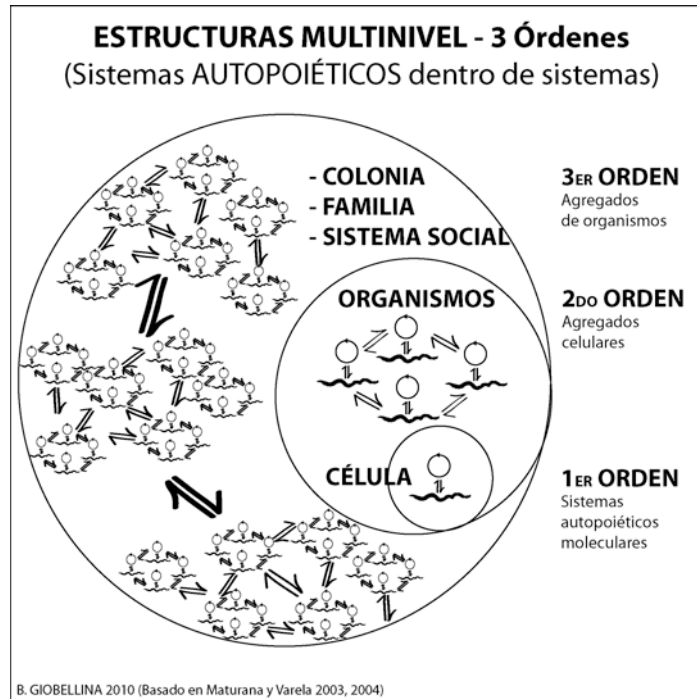 ESTRUCTURAS MULTINIVEL - 3 Órdenes
(Sistemas AUTOPOIÉTICOS dentro de sistemas)
- COLONIA
- FAMILIA
- SISTEMA SOCIAL
3ER ORDEN
Agregados
de organismos
ORGANISMOS
2DO ORDEN
Agregados
celulares
CÉLULA
1ER ORDEN
Sistemas
autopoiéticos
moleculares
B. GIOBELLINA 2010 (Basado en Maturana y Varela 2003, 2004)